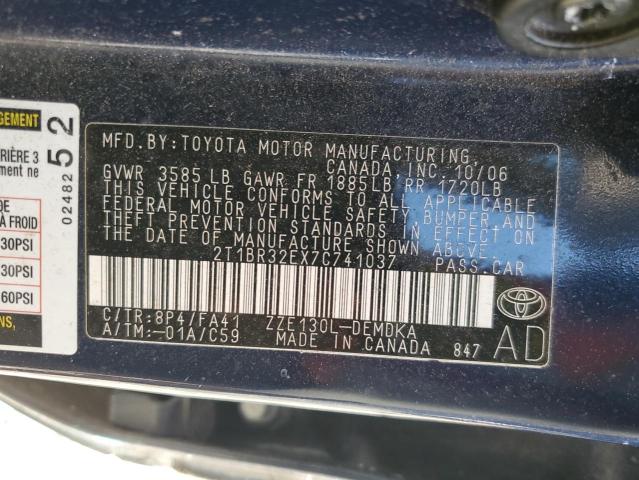 GEMENT
RIÈRE 3
ment ne
DE
À FROID
30PSI
30PSI
60PSI
NS,
02482 52
MFD. BY: TOYOTA MOTOR MANUFACTURING,
CANADA, INC. 10/06
GVWR 3585 LB GAWR FR 1885LB RR 1720LB
THIS VEHICLE CONFORMS TO ALL APPLICABLE
FEDERAL MOTOR VEHICLE SAFETY, BUMPER AND
THEFT PREVENTION STANDARDS IN EFFECT ON
THE DATE OF MANUFACTURE SHOWN ABOVE.
2T1BR32EX7C741037 PASS.CAR
C/TR:8P4/FA41 ZZE130L-DEMDKA
A/TM:-01A/C59 MADE IN CANADA 847
TOYOTA
AD